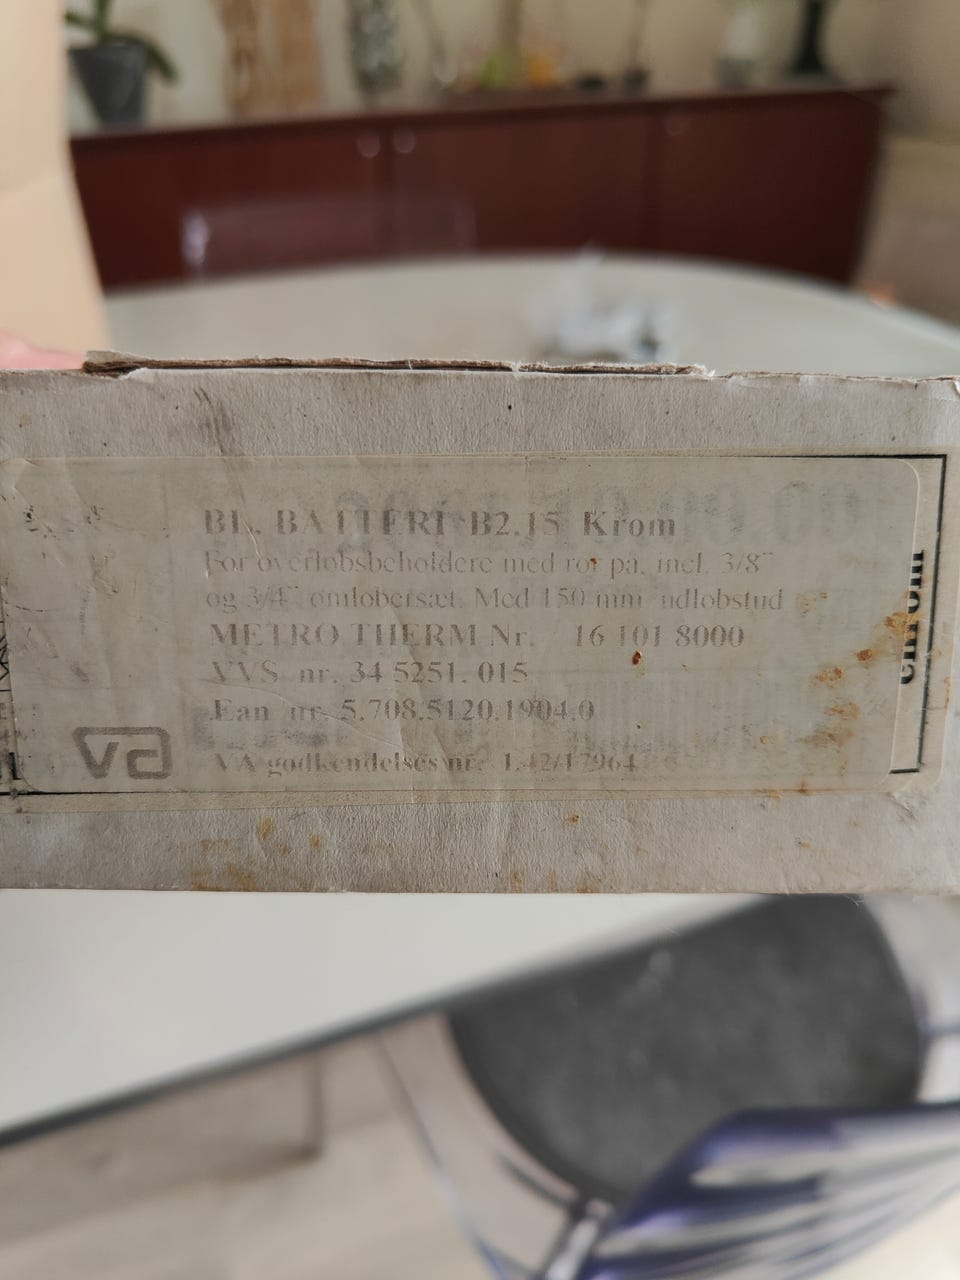 BL. BATTERI B2.15 Krom
For overløbsbeholdere med rør på, incl. 3/8"
og 3/4" omløbersæt. Med 150 mm udløbstud
METRO THERM Nr. 16 101 8000
VVS nr. 34 5251. 015
Ean nr. 5.708.5120.1904.0
VA
VA godkendelses nr. 1.42/17964